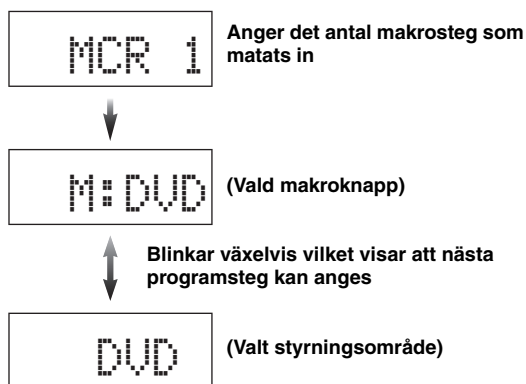 MCR 1
Anger det antal makrosteg som
matats in
M:DVD
(Vald makroknapp)
Blinkar växelvis vilket visar att nästa
programsteg kan anges
DVD
(Valt styrningsområde)